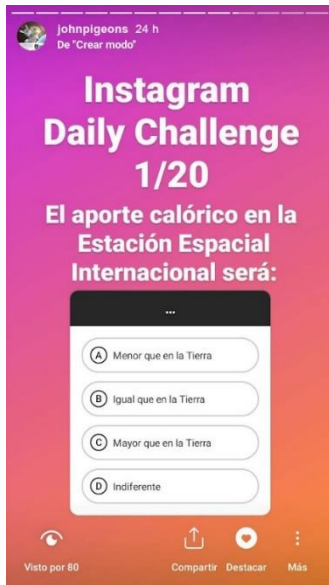 johnpigeons 24 h
De "Crear modo"
Instagram
Daily Challenge
1/20
El aporte calórico en la
Estación Espacial
Internacional será:
...
A Menor que en la Tierra
B Igual que en la Tierra
C Mayor que en la Tierra
D Indiferente
Visto por 80
Compartir Destacar Más